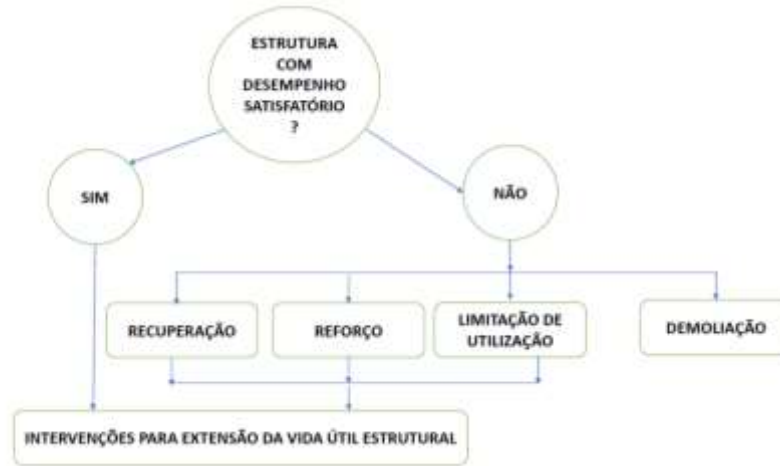 ESTRUTURA
COM
DESEMPENHO
SATISFATÓRIO
?
SIM
NÃO
RECUPERAÇÃO
REFORÇO
LIMITAÇÃO DE
UTILIZAÇÃO
DEMOLIAÇÃO
INTERVENÇÕES PARA EXTENSÃO DA VIDA ÚTIL ESTRUTURAL